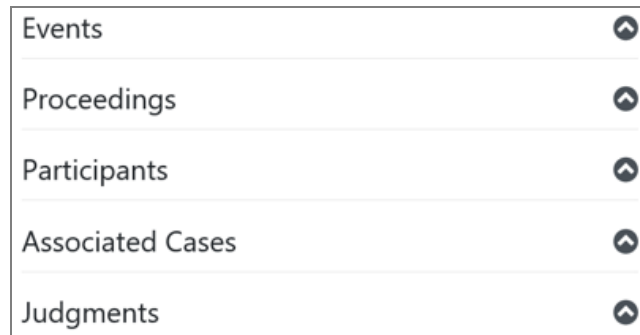 Events
Proceedings
Participants
Associated Cases
Judgments